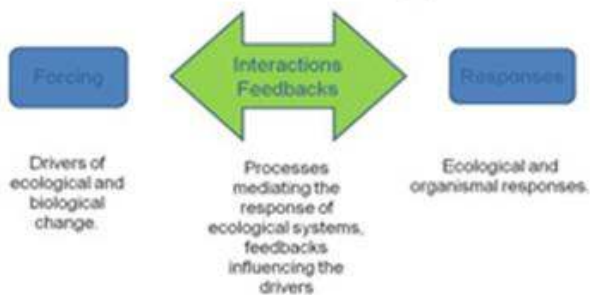 Forcing
Interactions
Feedbacks
Responses
Drivers of
ecological and
biological
change.
Processes
mediating the
response of
ecological systems,
feedbacks
influencing the
drivers
Ecological and
organismal responses.